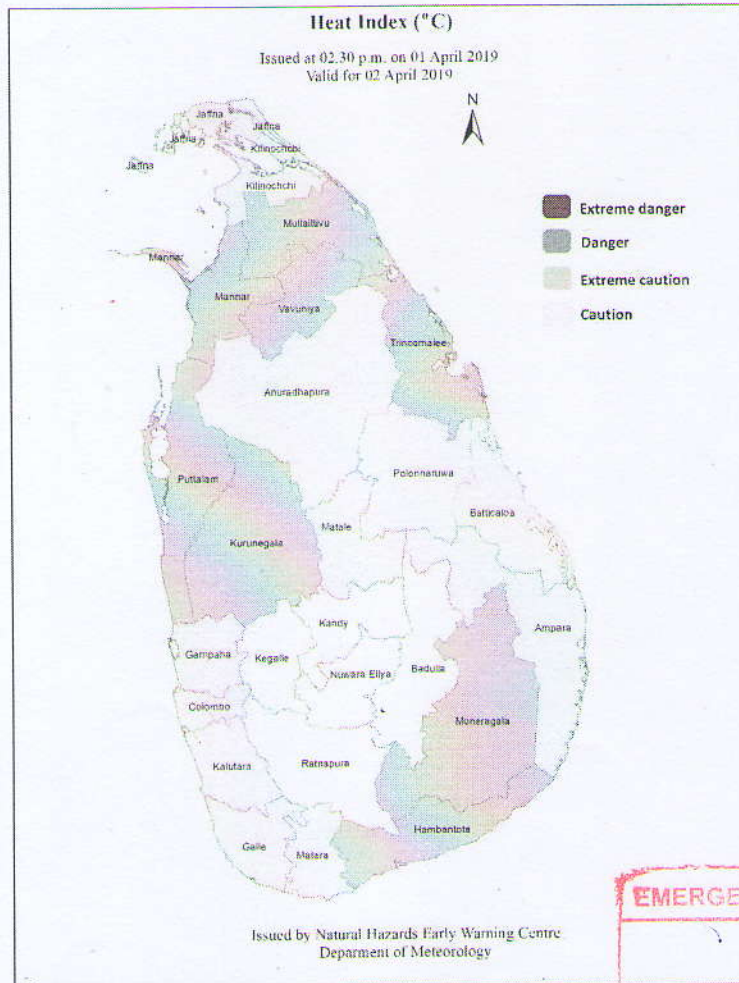 Heat Index (°C)
Issued at 02.30 p.m. on 01 April 2019
Valid for 02 April 2019
N
Jaffna
Jaffna
Jaffna
Kilinochchi
Jaffna
Kilinochchi
Extreme danger
Mullaittivu
Danger
Mannar
Extreme caution
Mannar
Vavuniya
Caution
Trincomalee
Anuradhapura
Puttalam
Polonnaruwa
Batticaloa
Matale
Kurunegala
Kandy
Ampara
Gampaha
Kegalle
Nuwara Eliya
Badulla
Colombo
Moneragala
Kalutara
Ratnapura
Hambantota
Galle
Matara
EMERGE
Issued by Natural Hazards Early Warning Centre
Deparment of Meteorology